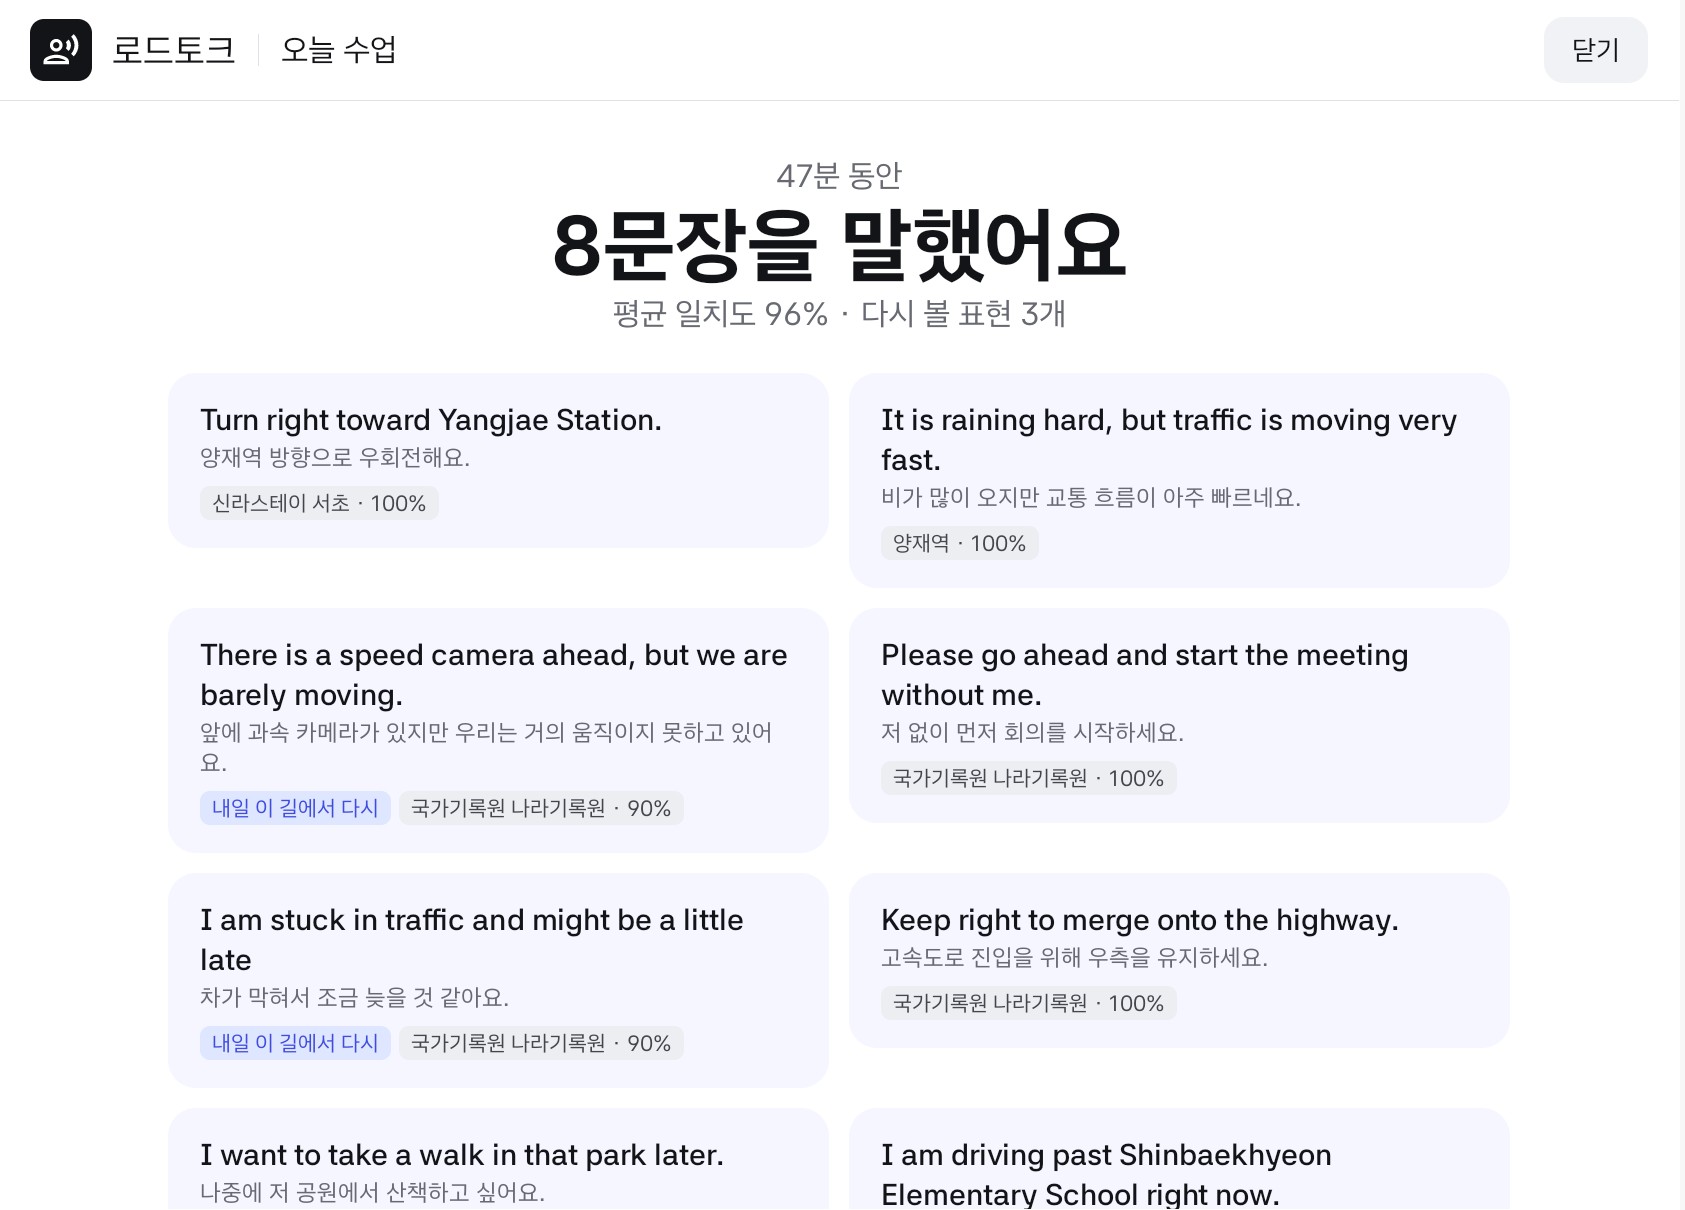 로드토크
오늘 수업
닫기
47분 동안
8문장을 말했어요
평균 일치도 96% · 다시 볼 표현 3개
Turn right toward Yangjae Station.
양재역 방향으로 우회전해요.
신라스테이 서초 · 100%
It is raining hard, but traffic is moving very
fast.
비가 많이 오지만 교통 흐름이 아주 빠르네요.
양재역 · 100%
There is a speed camera ahead, but we are
barely moving.
앞에 과속 카메라가 있지만 우리는 거의 움직이지 못하고 있어
요.
내일 이 길에서 다시
국가기록원 나라기록원 · 90%
Please go ahead and start the meeting
without me.
저 없이 먼저 회의를 시작하세요.
국가기록원 나라기록원 · 100%
I am stuck in traffic and might be a little
late
차가 막혀서 조금 늦을 것 같아요.
내일 이 길에서 다시
국가기록원 나라기록원 · 90%
Keep right to merge onto the highway.
고속도로 진입을 위해 우측을 유지하세요.
국가기록원 나라기록원 · 100%
I want to take a walk in that park later.
나중에 저 공원에서 산책하고 싶어요.
I am driving past Shinbaekhyeon
Elementary School right now.